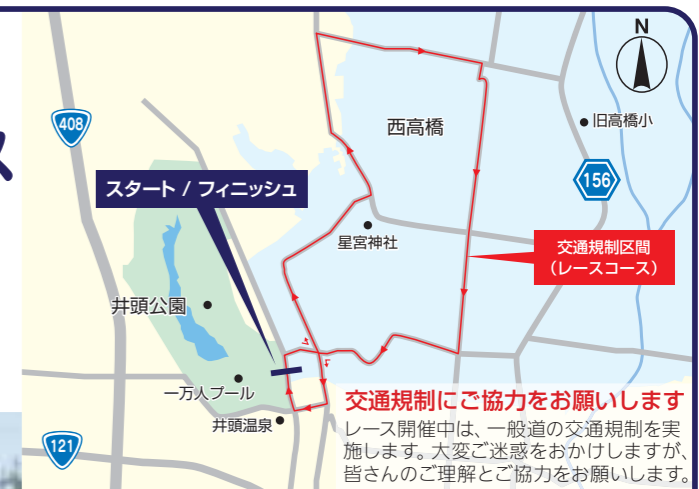 N
408
西高橋
旧高橋小
156
スタート / フィニッシュ
星宮神社
交通規制区間
(レースコース)
井頭公園
一万人プール
井頭温泉
121
交通規制にご協力をお願いします
レース開催中は、一般道の交通規制を実
施します。大変ご迷惑をおかけしますが、
皆さんのご理解とご協力をお願いします。